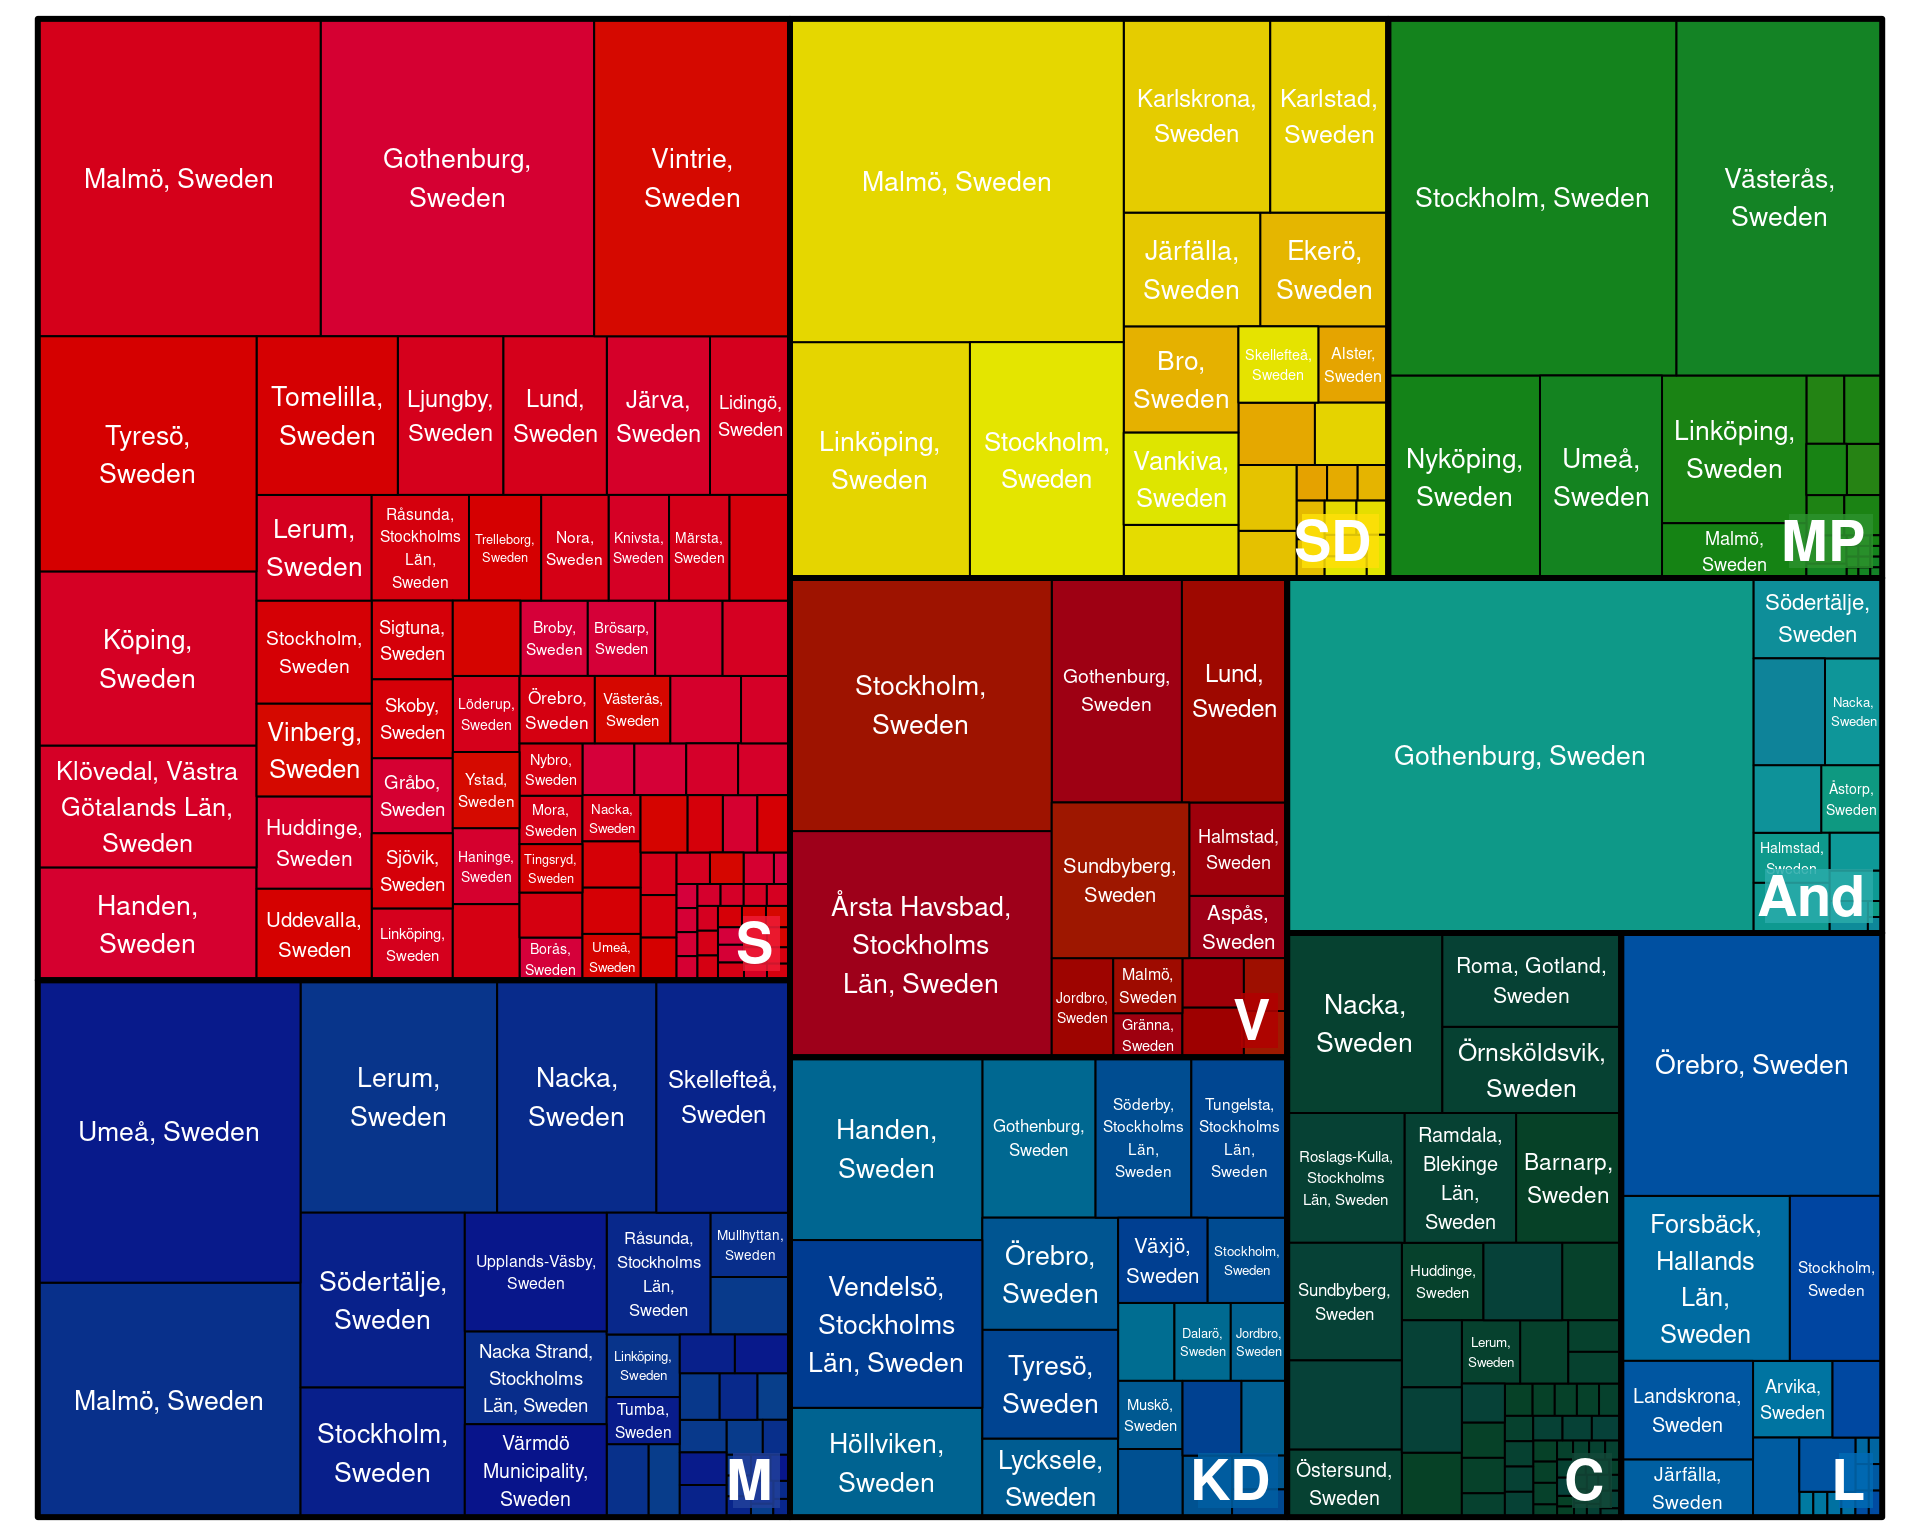 Malmö, Sweden
Gothenburg,
Sweden
Vintrie,
Sweden
Tyresö,
Sweden
Tomelilla,
Sweden
Ljungby,
Sweden
Lund,
Sweden
Järva,
Sweden
Lidingö,
Sweden
Köping,
Sweden
Lerum,
Sweden
Råsunda,
Stockholms
Län,
Sweden
Trelleborg,
Sweden
Nora,
Sweden
Knivsta,
Sweden
Märsta,
Sweden
Klövedal, Västra
Götalands Län,
Sweden
Handen,
Sweden
Stockholm,
Sweden
Vinberg,
Sweden
Huddinge,
Sweden
Uddevalla,
Sweden
Sigtuna,
Sweden
Skoby,
Sweden
Gråbo,
Sweden
Sjövik,
Sweden
Linköping,
Sweden
Broby,
Sweden
Brösarp,
Sweden
Löderup,
Sweden
Ystad,
Sweden
Haninge,
Sweden
Örebro,
Sweden
Västerås,
Sweden
Nybro,
Sweden
Mora,
Sweden
Tingsryd,
Sweden
Borås,
Sweden
Nacka,
Sweden
Umeå,
Sweden
S
Malmö, Sweden
Karlskrona,
Sweden
Karlstad,
Sweden
Järfälla,
Sweden
Ekerö,
Sweden
Linköping,
Sweden
Stockholm,
Sweden
Bro,
Sweden
Skellefteå,
Sweden
Alster,
Sweden
Vankiva,
Sweden
SD
Stockholm, Sweden
Västerås,
Sweden
Nyköping,
Sweden
Umeå,
Sweden
Linköping,
Sweden
Malmö,
Sweden
MP
Stockholm,
Sweden
Gothenburg,
Sweden
Lund,
Sweden
Årsta Havsbad,
Stockholms
Län, Sweden
Sundbyberg,
Sweden
Halmstad,
Sweden
Aspås,
Sweden
Jordbro,
Sweden
Malmö,
Sweden
Gränna,
Sweden
V
Gothenburg, Sweden
Södertälje,
Sweden
Nacka,
Sweden
Åstorp,
Sweden
Halmstad,
Sweden
And
Umeå, Sweden
Malmö, Sweden
Lerum,
Sweden
Nacka,
Sweden
Skellefteå,
Sweden
Södertälje,
Sweden
Stockholm,
Sweden
Upplands-Väsby,
Sweden
Nacka Strand,
Stockholms
Län, Sweden
Värmdö
Municipality,
Sweden
Råsunda,
Stockholms
Län,
Sweden
Mullhyttan,
Sweden
Linköping,
Sweden
Tumba,
Sweden
M
Handen,
Sweden
Vendelsö,
Stockholms
Län, Sweden
Höllviken,
Sweden
Gothenburg,
Sweden
Söderby,
Stockholms
Län,
Sweden
Tungelsta,
Stockholms
Län,
Sweden
Örebro,
Sweden
Tyresö,
Sweden
Lycksele,
Sweden
Växjö,
Sweden
Stockholm,
Sweden
Dalarö,
Sweden
Jordbro,
Sweden
Muskö,
Sweden
KD
Nacka,
Sweden
Roma, Gotland,
Sweden
Örnsköldsvik,
Sweden
Roslags-Kulla,
Stockholms
Län, Sweden
Ramdala,
Blekinge
Län,
Sweden
Barnarp,
Sweden
Sundbyberg,
Sweden
Huddinge,
Sweden
Lerum,
Sweden
Östersund,
Sweden
C
Örebro, Sweden
Forsbäck,
Hallands
Län,
Sweden
Stockholm,
Sweden
Landskrona,
Sweden
Arvika,
Sweden
Järfälla,
Sweden
L